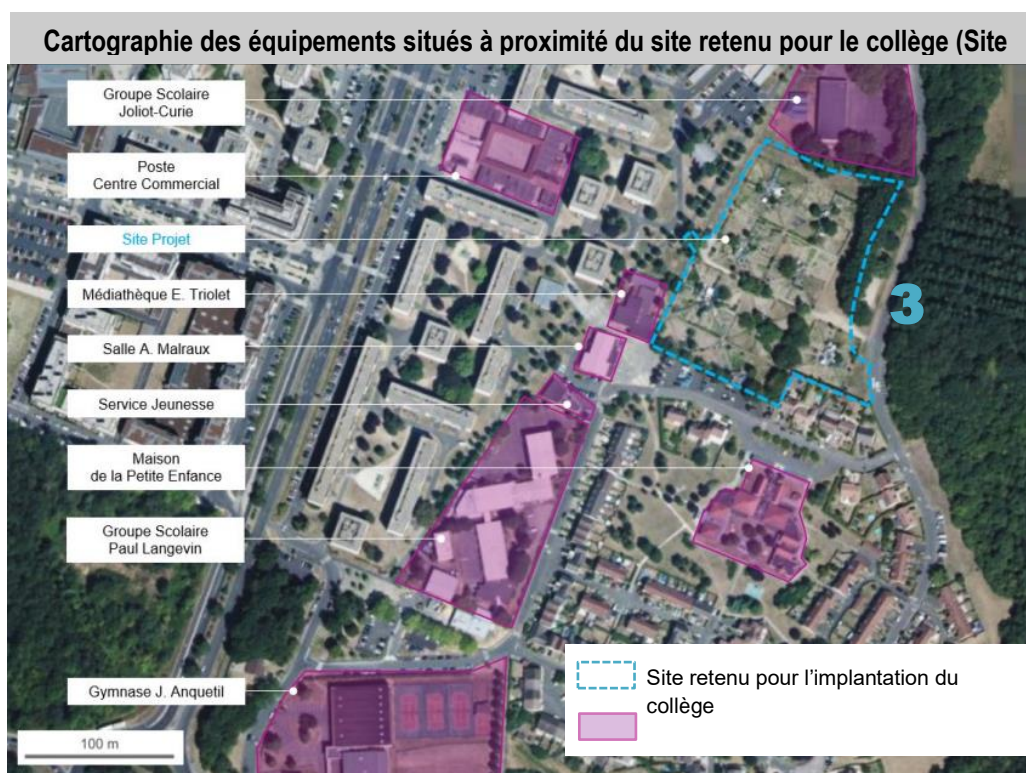 Cartographie des équipements situés à proximité du site retenu pour le collège (Site
Groupe Scolaire
Joliot-Curie
Poste
Centre Commercial
Site Projet
Médiathèque E. Triolet
Salle A. Malraux
Service Jeunesse
Maison
de la Petite Enfance
Groupe Scolaire
Paul Langevin
Gymnase J. Anquetil
100 m
3
Site retenu pour l’implantation du
collège